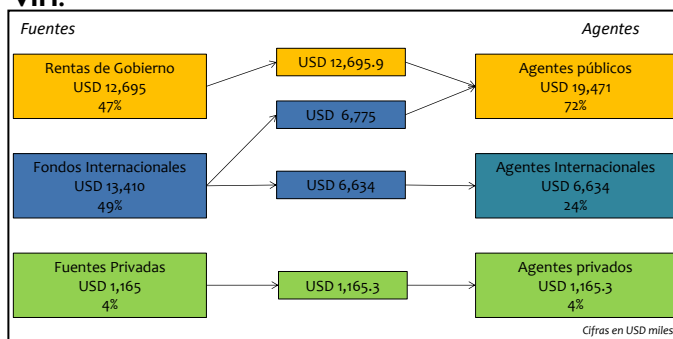 VIH.
Fuentes
Agentes
Rentas de Gobierno
USD 12,695
47%
USD 12,695.9
Agentes públicos
USD 19,471
72%
USD 6,775
Fondos Internacionales
USD 13,410
49%
USD 6,634
Agentes Internacionales
USD 6,634
24%
Fuentes Privadas
USD 1,165
4%
USD 1,165.3
Agentes privados
USD 1,165.3
4%
Cifras en USD miles